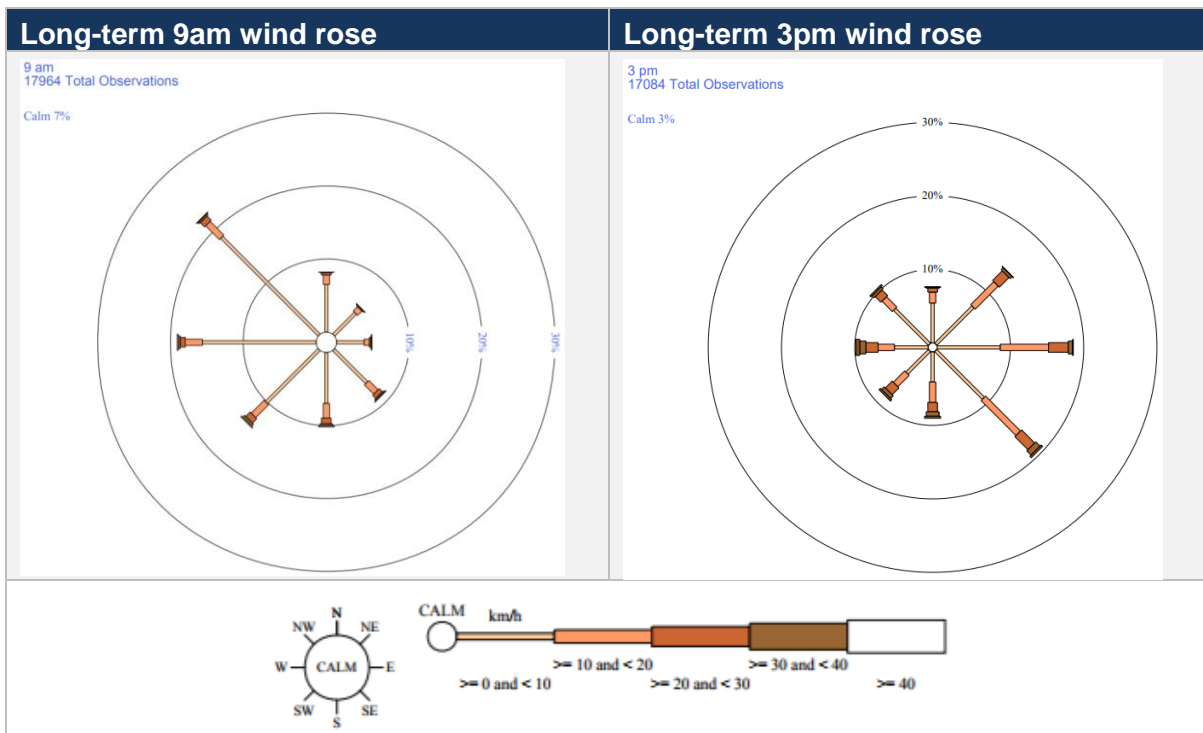 Long-term 9am wind rose
Long-term 3pm wind rose
9 am
17964 Total Observations
Calm 7%
10%
20%
30%
3 pm
17084 Total Observations
Calm 3%
30%
20%
10%
N
NW
NE
W
CALM
E
SW
SE
S
CALM
km/h
>= 10 and < 20
>= 30 and < 40
>= 0 and < 10
>= 20 and < 30
>= 40